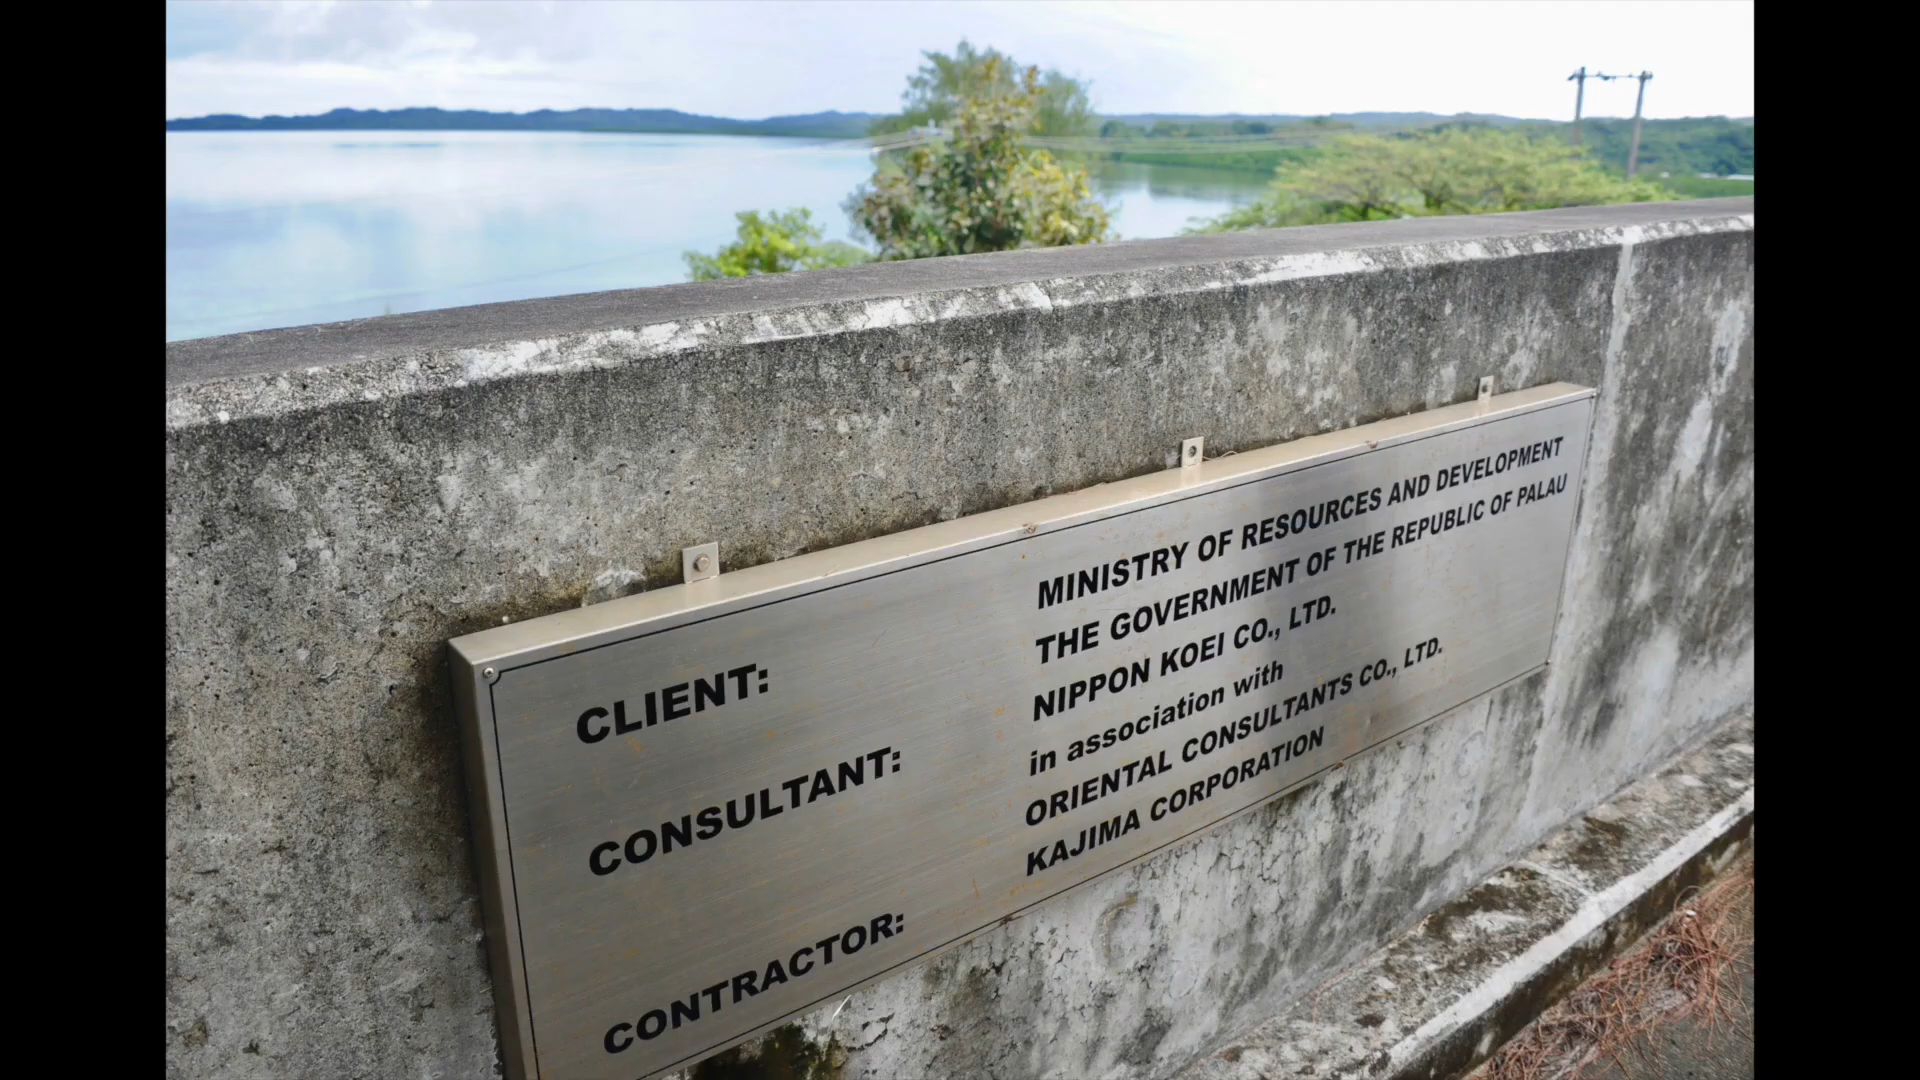 CLIENT: MINISTRY OF RESOURCES AND DEVELOPMENT
THE GOVERNMENT OF THE REPUBLIC OF PALAU
CONSULTANT: NIPPON KOEI CO., LTD.
in association with
ORIENTAL CONSULTANTS CO., LTD.
CONTRACTOR: KAJIMA CORPORATION